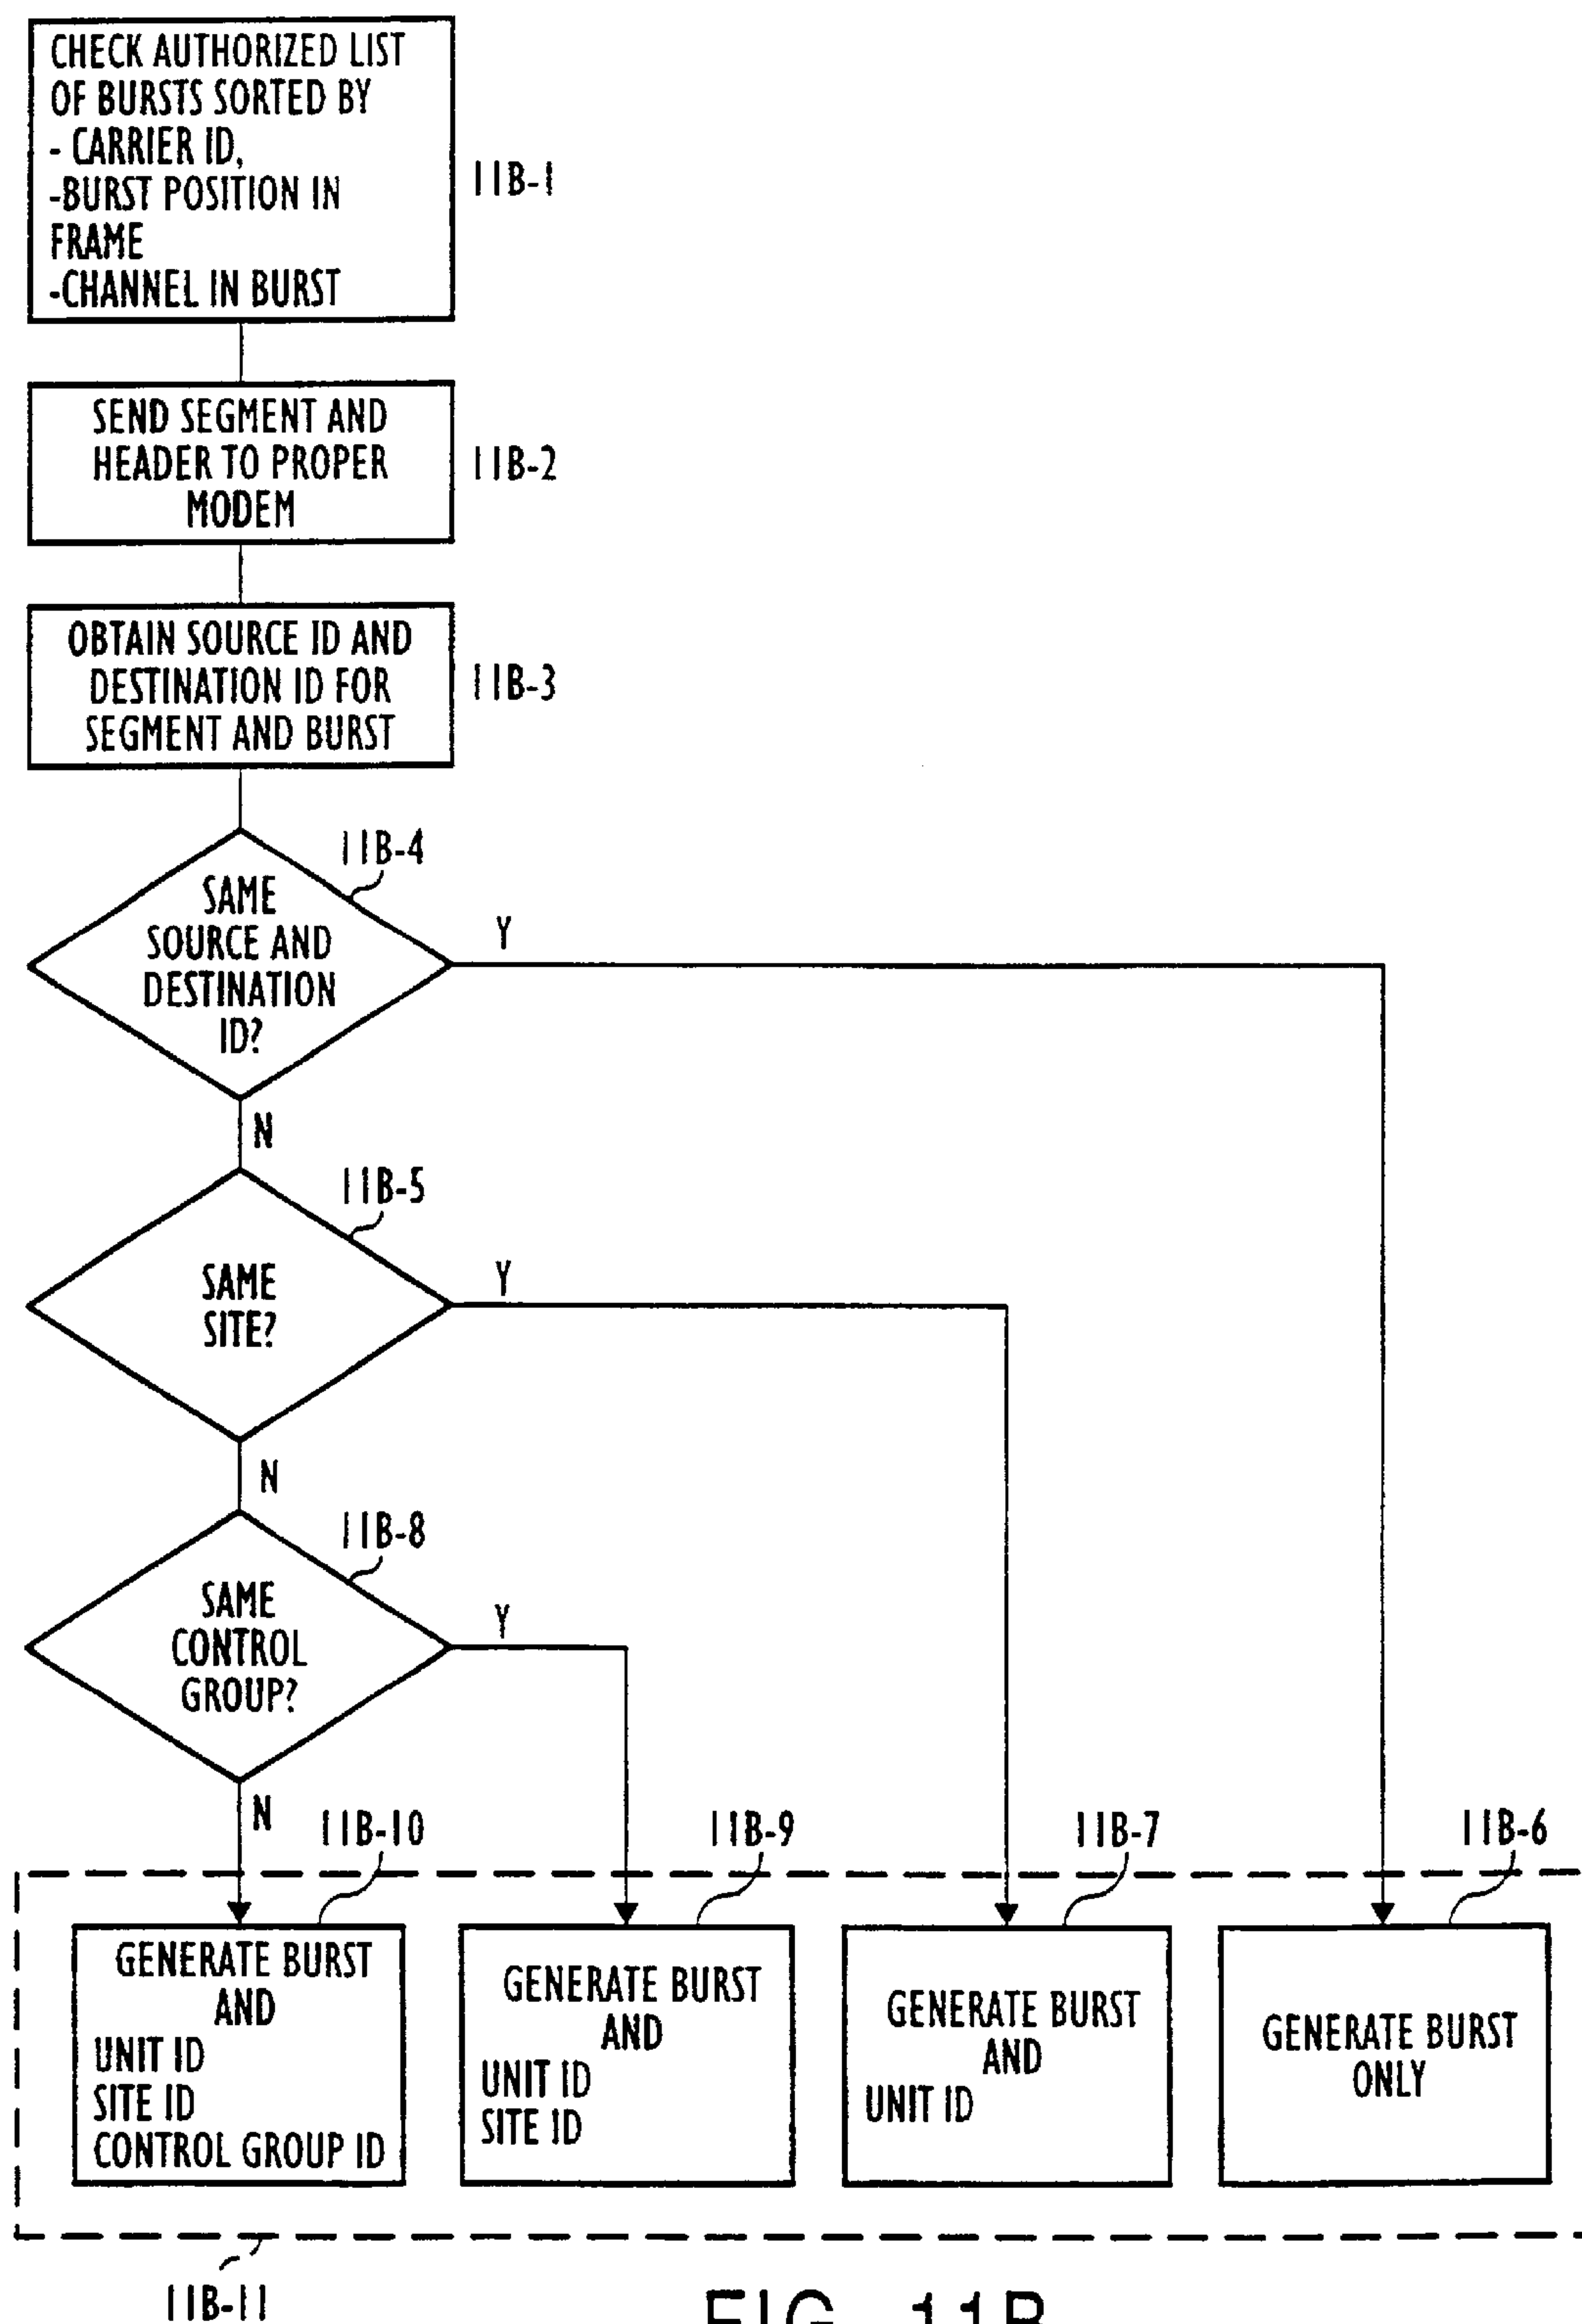 CHECK AUTHORIZED LIST
OF BURSTS SORTED BY
- CARRIER ID,
-BURST POSITION IN
FRAME
-CHANNEL IN BURST
11B-1
SEND SEGMENT AND
HEADER TO PROPER
MODEM
11B-2
OBTAIN SOURCE ID AND
DESTINATION ID FOR
SEGMENT AND BURST
11B-3
11B-4
SAME
SOURCE AND
DESTINATION
ID?
Y
N
11B-5
SAME
SITE?
Y
N
11B-8
SAME
CONTROL
GROUP?
Y
N
11B-10
11B-9
11B-7
11B-6
GENERATE BURST
AND
UNIT ID
SITE ID
CONTROL GROUP ID
GENERATE BURST
AND
UNIT ID
SITE ID
GENERATE BURST
AND
UNIT ID
GENERATE BURST
ONLY
11B-11
FIG. 11B